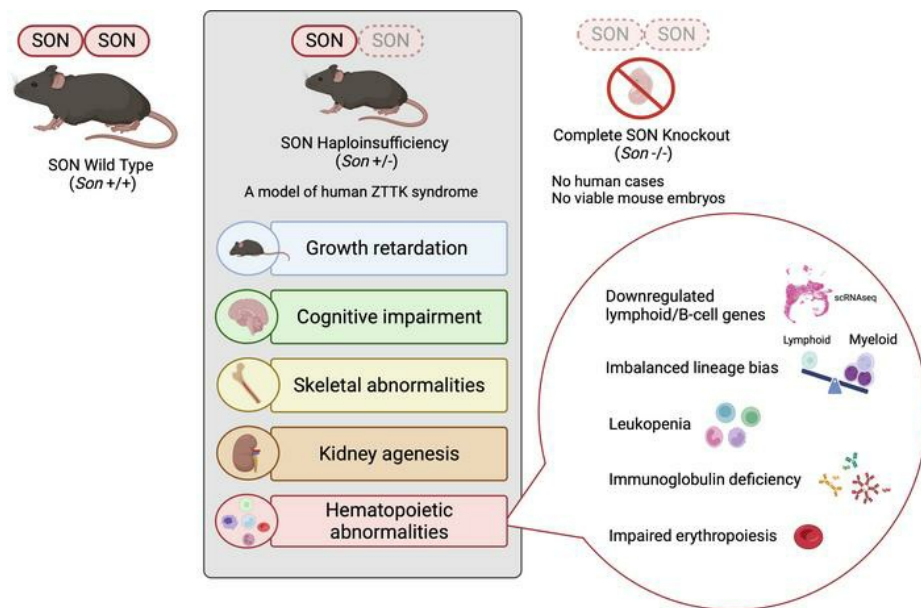 SON SON
SON Wild Type
(Son +/+)
SON SON
SON Haploinsufficiency
(Son +/-)
A model of human ZTTK syndrome
Growth retardation
Cognitive impairment
Skeletal abnormalities
Kidney agenesis
Hematopoietic
abnormalities
SON SON
Complete SON Knockout
(Son -/-)
No human cases
No viable mouse embryos
Downregulated
lymphoid/B-cell genes
scRNAseq
Lymphoid Myeloid
Imbalanced lineage bias
Leukopenia
Immunoglobulin deficiency
Impaired erythropoiesis